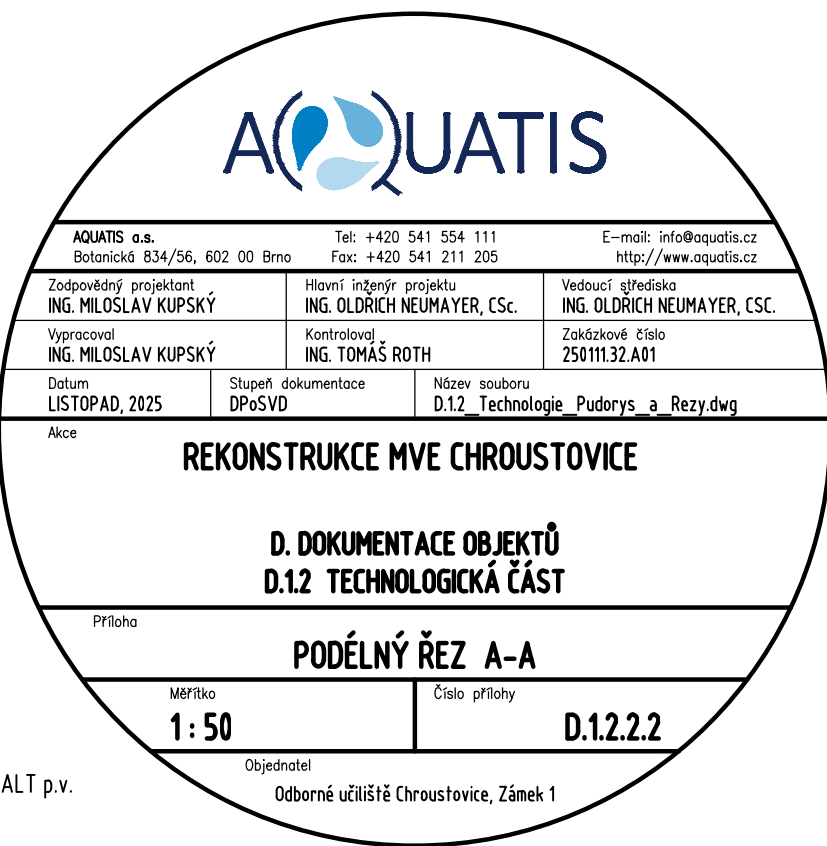 AQUATIS
AQUATIS a.s. Tel: +420 541 554 111 E-mail: info@aquatis.cz
Botanická 834/56, 602 00 Brno Fax: +420 541 211 205 http://www.aquatis.cz
Zodpovědný projektant Hlavní inženýr projektu Vedoucí střediska
ING. MILOSLAV KUPSKÝ ING. OLDŘICH NEUMAYER, CSc. ING. OLDŘICH NEUMAYER, CSC.
Vypracoval Kontroloval Zakázkové číslo
ING. MILOSLAV KUPSKÝ ING. TOMÁŠ ROTH 250111.32.A01
Datum Stupeň dokumentace Název souboru
LISTOPAD, 2025 DPoSVD D.1.2_Technologie_Pudorys_a_Rezy.dwg
Akce
REKONSTRUKCE MVE CHROUSTOVICE
D. DOKUMENTACE OBJEKTŮ
D.1.2 TECHNOLOGICKÁ ČÁST
Příloha
PODÉLNÝ ŘEZ A-A
Měřítko Číslo přílohy
1 : 50 D.1.2.2.2
Objednatel
ALT p.v.
Odborné učiliště Chroustovice, Zámek 1